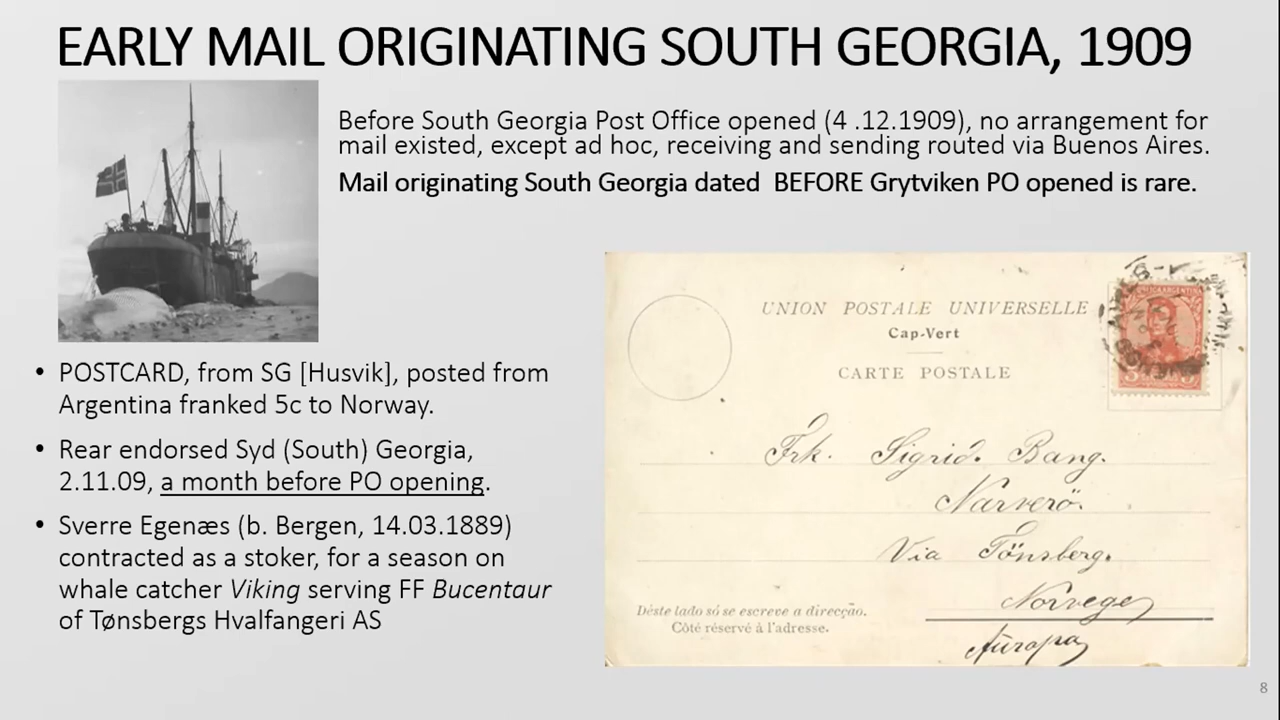 EARLY MAIL ORIGINATING SOUTH GEORGIA, 1909
Before South Georgia Post Office opened (4 .12.1909), no arrangement for
mail existed, except ad hoc, receiving and sending routed via Buenos Aires.
Mail originating South Georgia dated BEFORE Grytviken PO opened is rare.
• POSTCARD, from SG [Husvik], posted from
Argentina franked 5c to Norway.
• Rear endorsed Syd (South) Georgia,
2.11.09, a month before PO opening.
• Sverre Egenæs (b. Bergen, 14.03.1889)
contracted as a stoker, for a season on
whale catcher Viking serving FF Bucentaur
of Tønsbergs Hvalfangeri AS
UNION POSTALE UNIVERSELLE
Cap-Vert
CARTE POSTALE
Frk. Sigrid. Bang.
Narverö.
Via Tönsberg.
Norvege
Auropa
Déste lado só se escreve a direcção.
Côté réservé à l'adresse.
8